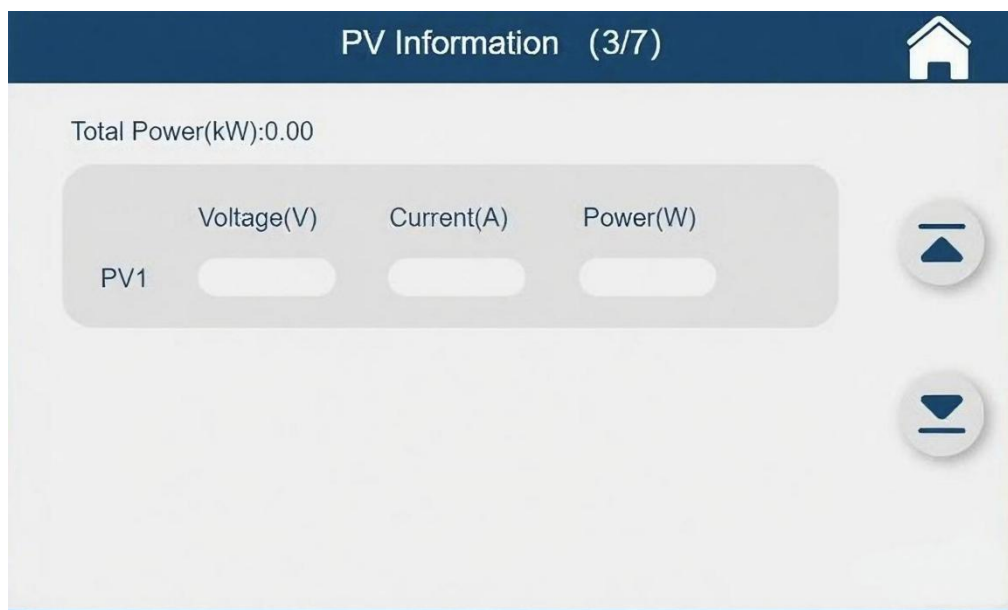 PV Information (3/7)
Total Power(kW):0.00
Voltage(V) Current(A) Power(W)
PV1